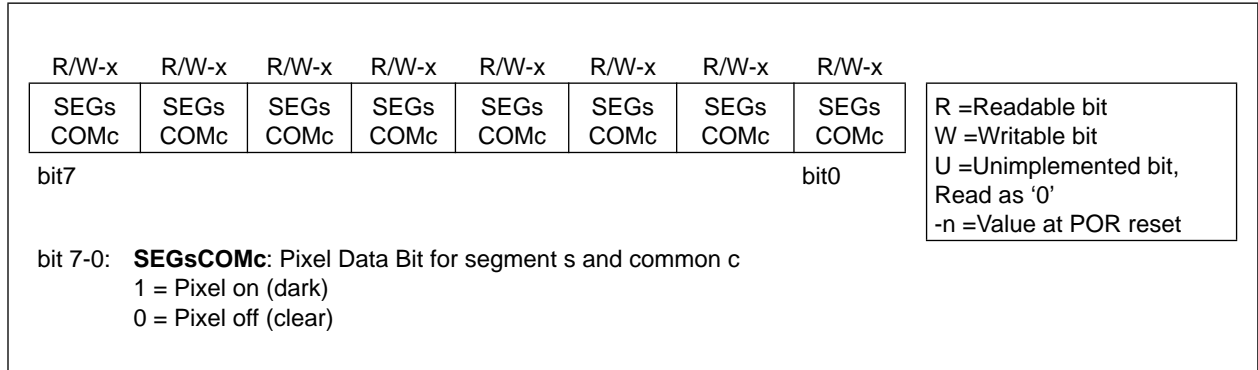 R/W-x R/W-x R/W-x R/W-x R/W-x R/W-x R/W-x R/W-x
SEGs SEGs SEGs SEGs SEGs SEGs SEGs SEGs
COMc COMc COMc COMc COMc COMc COMc COMc
bit7 bit0
R =Readable bit
W =Writable bit
U =Unimplemented bit,
Read as ‘0’
-n =Value at POR reset
bit 7-0: SEGsCOMc: Pixel Data Bit for segment s and common c
1 = Pixel on (dark)
0 = Pixel off (clear)